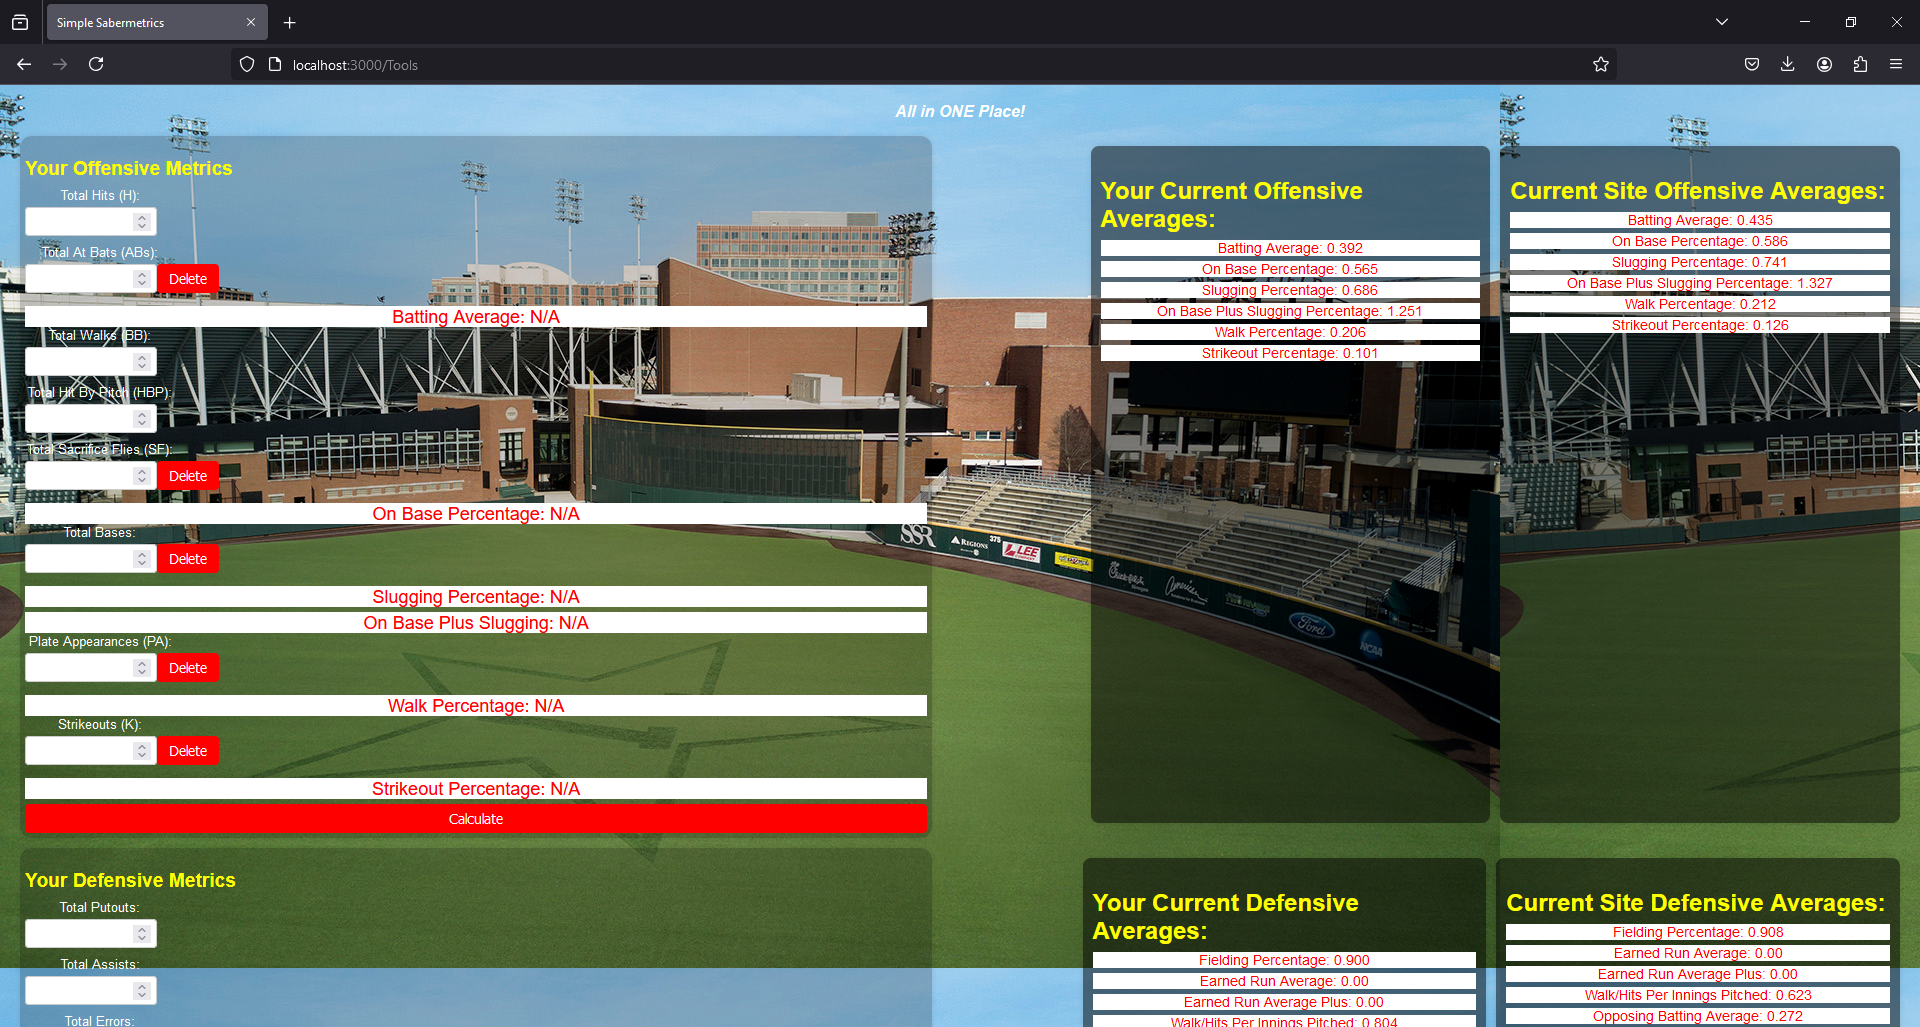 Simple Sabermetrics
localhost:3000/Tools
All in ONE Place!
Your Offensive Metrics
Total Hits (H):
Total At Bats (ABs):
Delete
Batting Average: N/A
Total Walks (BB):
Total Hit By Pitch (HBP):
Total Sacrifice Flies (SF):
Delete
On Base Percentage: N/A
Total Bases:
Delete
Slugging Percentage: N/A
On Base Plus Slugging: N/A
Plate Appearances (PA):
Delete
Walk Percentage: N/A
Strikeouts (K):
Delete
Strikeout Percentage: N/A
Calculate
Your Current Offensive
Averages:
Batting Average: 0.392
On Base Percentage: 0.565
Slugging Percentage: 0.686
On Base Plus Slugging Percentage: 1.251
Walk Percentage: 0.206
Strikeout Percentage: 0.101
Current Site Offensive Averages:
Batting Average: 0.435
On Base Percentage: 0.586
Slugging Percentage: 0.741
On Base Plus Slugging Percentage: 1.327
Walk Percentage: 0.212
Strikeout Percentage: 0.126
SSR
REGIONS
375
LEE
Chick-fil-A
American
Ford
NCAA
Your Defensive Metrics
Total Putouts:
Total Assists:
Total Errors:
Your Current Defensive
Averages:
Fielding Percentage: 0.900
Earned Run Average: 0.00
Earned Run Average Plus: 0.00
Walk/Hits Per Innings Pitched: 0.804
Current Site Defensive Averages:
Fielding Percentage: 0.908
Earned Run Average: 0.00
Earned Run Average Plus: 0.00
Walk/Hits Per Innings Pitched: 0.623
Opposing Batting Average: 0.272